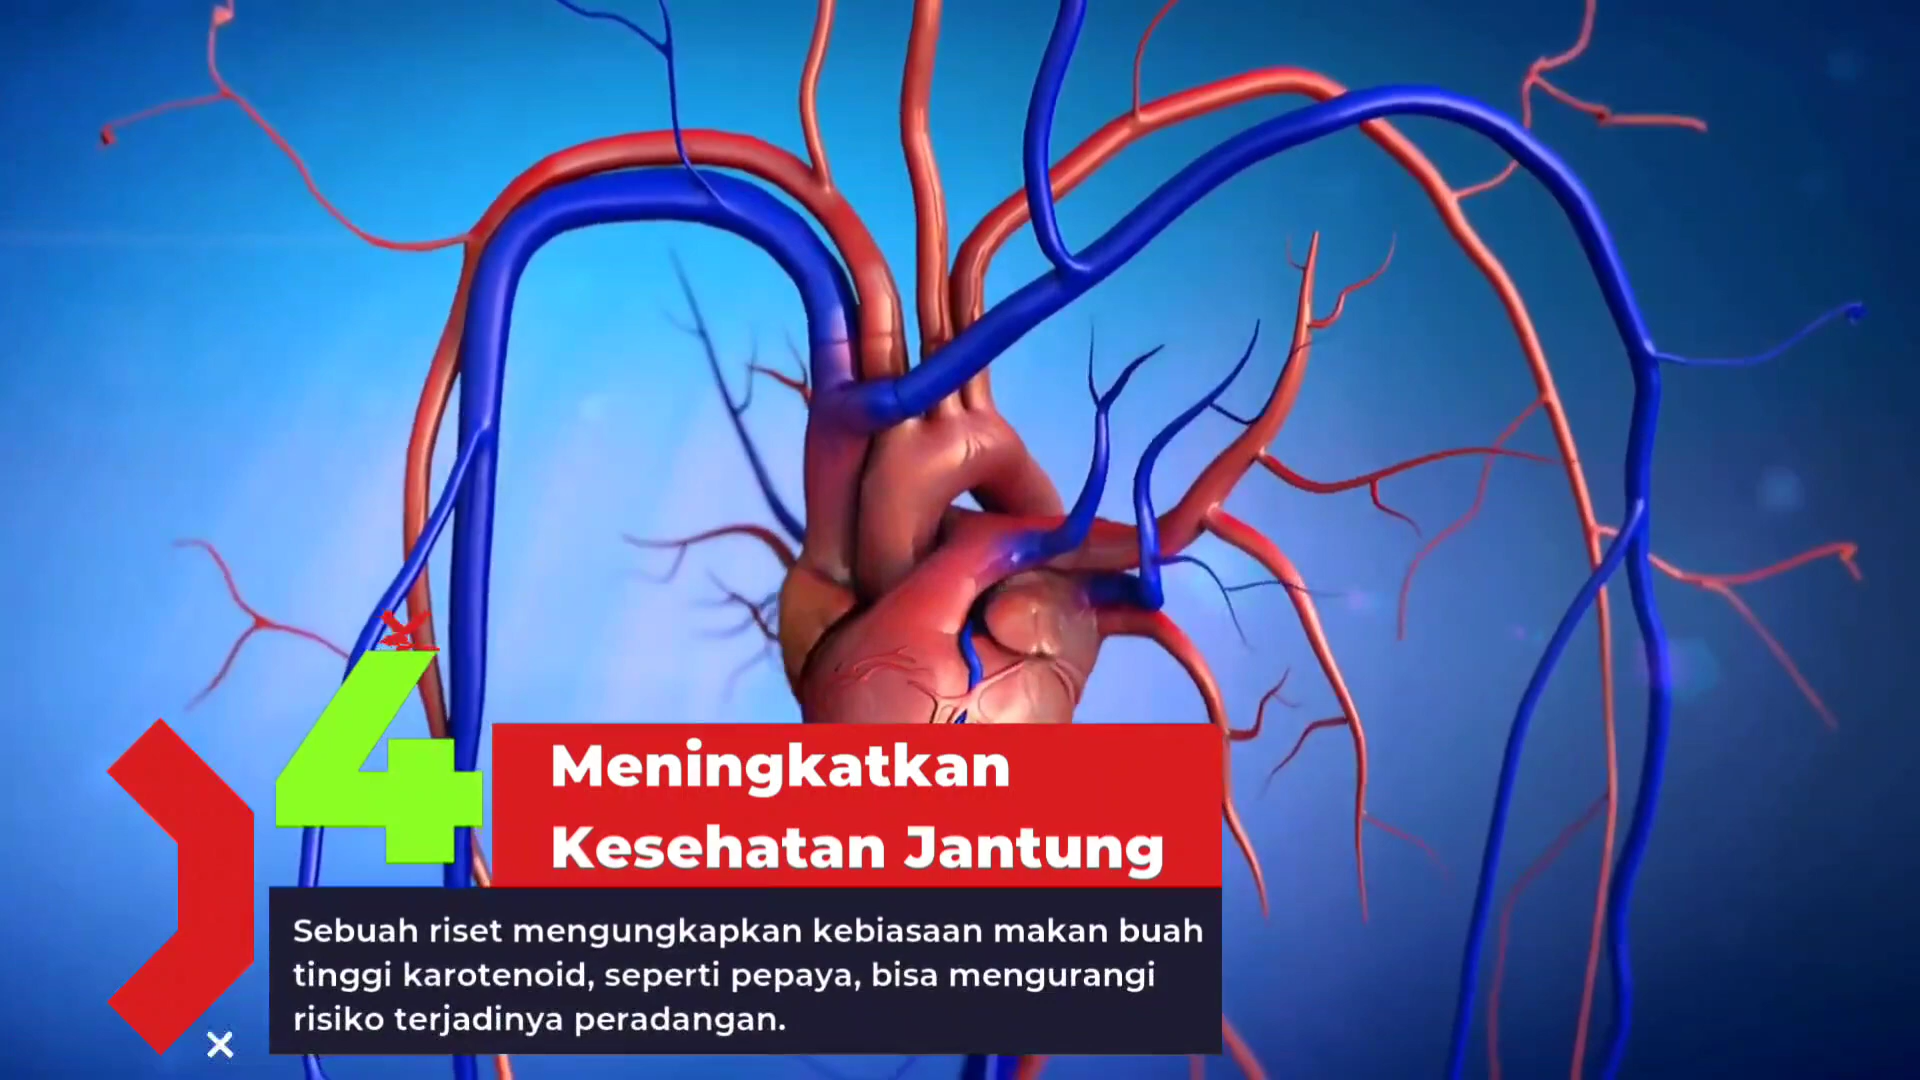 4
Meningkatkan
Kesehatan Jantung
Sebuah riset mengungkapkan kebiasaan makan buah
tinggi karotenoid, seperti pepaya, bisa mengurangi
risiko terjadinya peradangan.